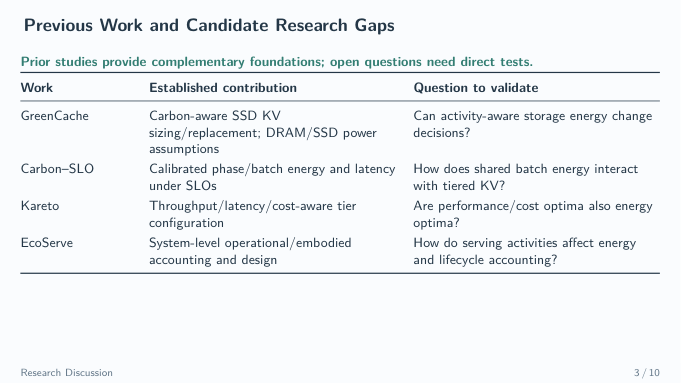 Previous Work and Candidate Research Gaps
Prior studies provide complementary foundations; open questions need direct tests.
Work Established contribution Question to validate
GreenCache Carbon-aware SSD KV Can activity-aware storage energy change
sizing/replacement; DRAM/SSD power decisions?
assumptions
Carbon–SLO Calibrated phase/batch energy and latency How does shared batch energy interact
under SLOs with tiered KV?
Kareto Throughput/latency/cost-aware tier Are performance/cost optima also energy
configuration optima?
EcoServe System-level operational/embodied How do serving activities affect energy
accounting and design and lifecycle accounting?
Research Discussion 3 / 10